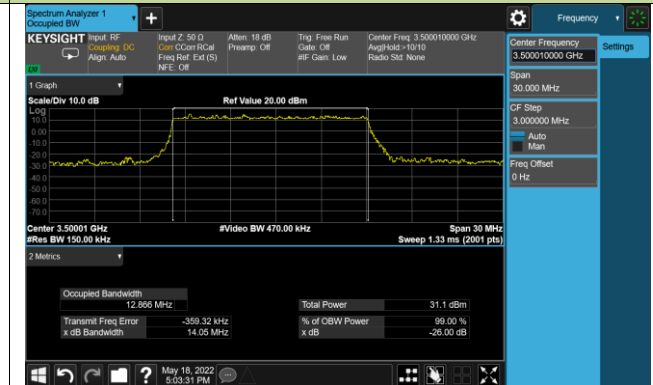 Spectrum Analyzer 1
Occupied BW
+
Frequency
KEYSIGHT
Input: RF
Coupling: DC
Align: Auto
Input Z: 50 Ω
Corr CCorr RCal
Freq Ref: Ext (S)
NFE: Off
Atten: 18 dB
Preamp: Off
Trig: Free Run
Gate: Off
#IF Gain: Low
Center Freq: 3.500010000 GHz
Avg|Hold:>10/10
Radio Std: None
Center Frequency
3.500010000 GHz
Settings
Span
30.000 MHz
CF Step
3.000000 MHz
Auto
Man
Freq Offset
0 Hz
1 Graph
Scale/Div 10.0 dB
Ref Value 20.00 dBm
Log
10.0
0.00
-10.0
-20.0
-30.0
-40.0
-50.0
-60.0
-70.0
Center 3.50001 GHz
#Video BW 470.00 kHz
Span 30 MHz
#Res BW 150.00 kHz
Sweep 1.33 ms (2001 pts)
2 Metrics
Occupied Bandwidth
12.866 MHz
Total Power 31.1 dBm
Transmit Freq Error -359.32 kHz
% of OBW Power 99.00 %
x dB Bandwidth 14.05 MHz
x dB -26.00 dB
?
May 18, 2022
5:03:31 PM